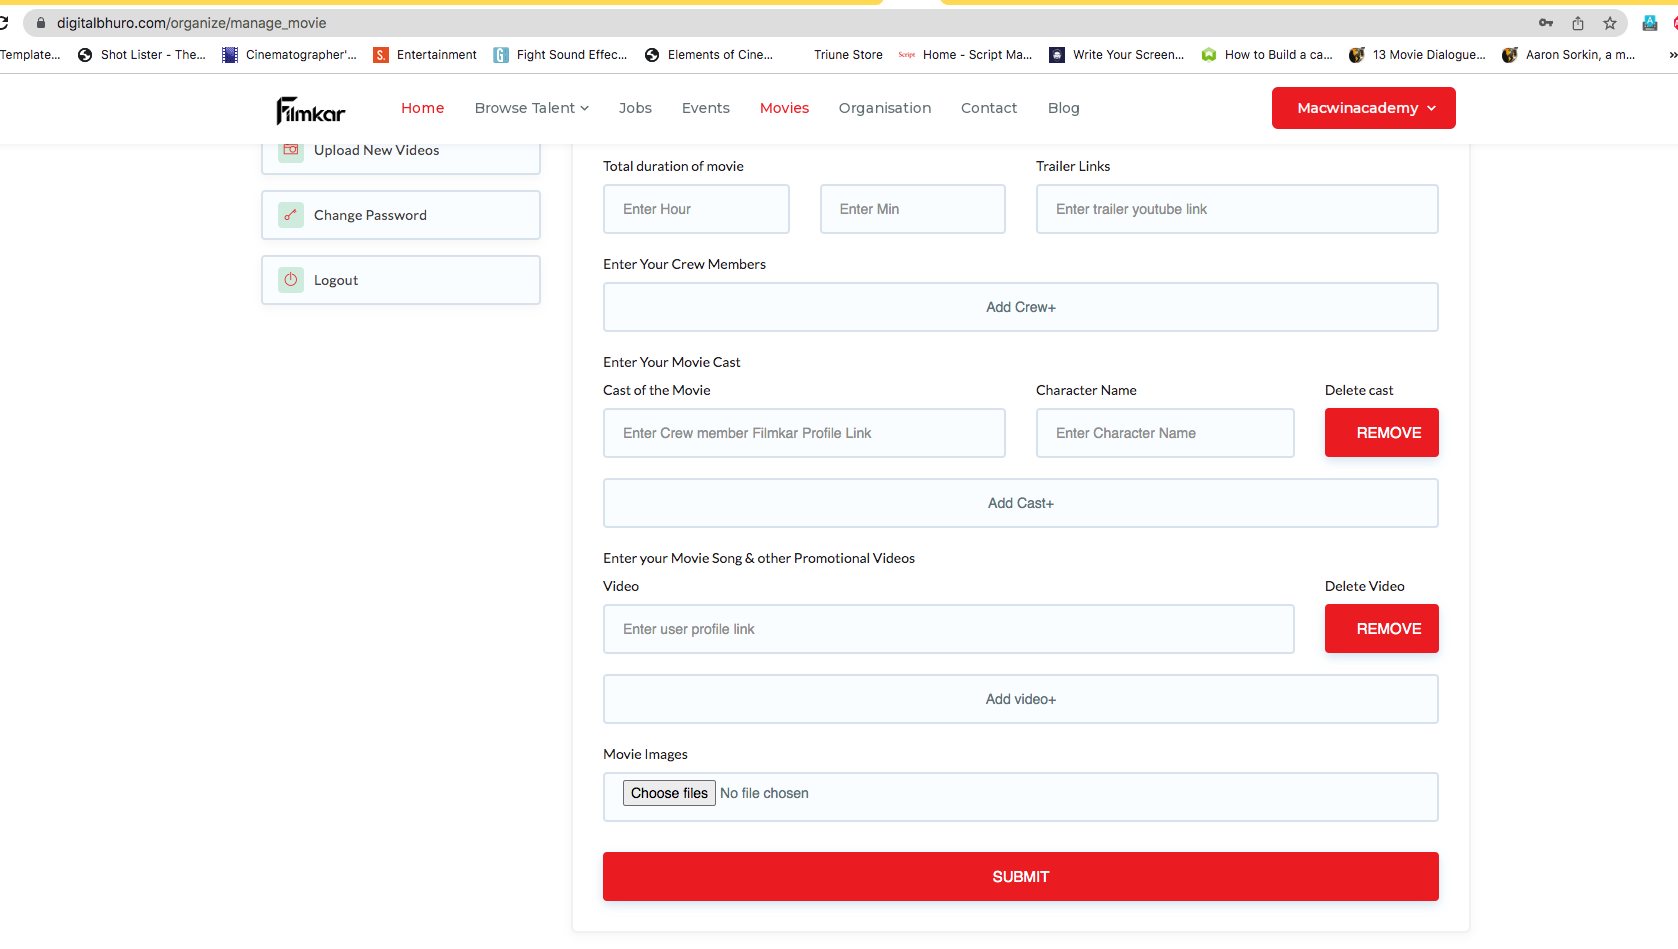 digitalbhuro.com/organize/manage_movie
Template... Shot Lister - The... Cinematographer'... S. Entertainment Fight Sound Effec... Elements of Cine... Triune Store Script Home - Script Ma... Write Your Screen... How to Build a ca... 13 Movie Dialogue... Aaron Sorkin, a m... »
Filmkar Home Browse Talent Jobs Events Movies Organisation Contact Blog Macwinacademy
Upload New Videos
Change Password
Logout
Total duration of movie Trailer Links
Enter Hour Enter Min Enter trailer youtube link
Enter Your Crew Members
Add Crew+
Enter Your Movie Cast
Cast of the Movie Character Name Delete cast
Enter Crew member Filmkar Profile Link Enter Character Name REMOVE
Add Cast+
Enter your Movie Song & other Promotional Videos
Video Delete Video
Enter user profile link REMOVE
Add video+
Movie Images
Choose files No file chosen
SUBMIT